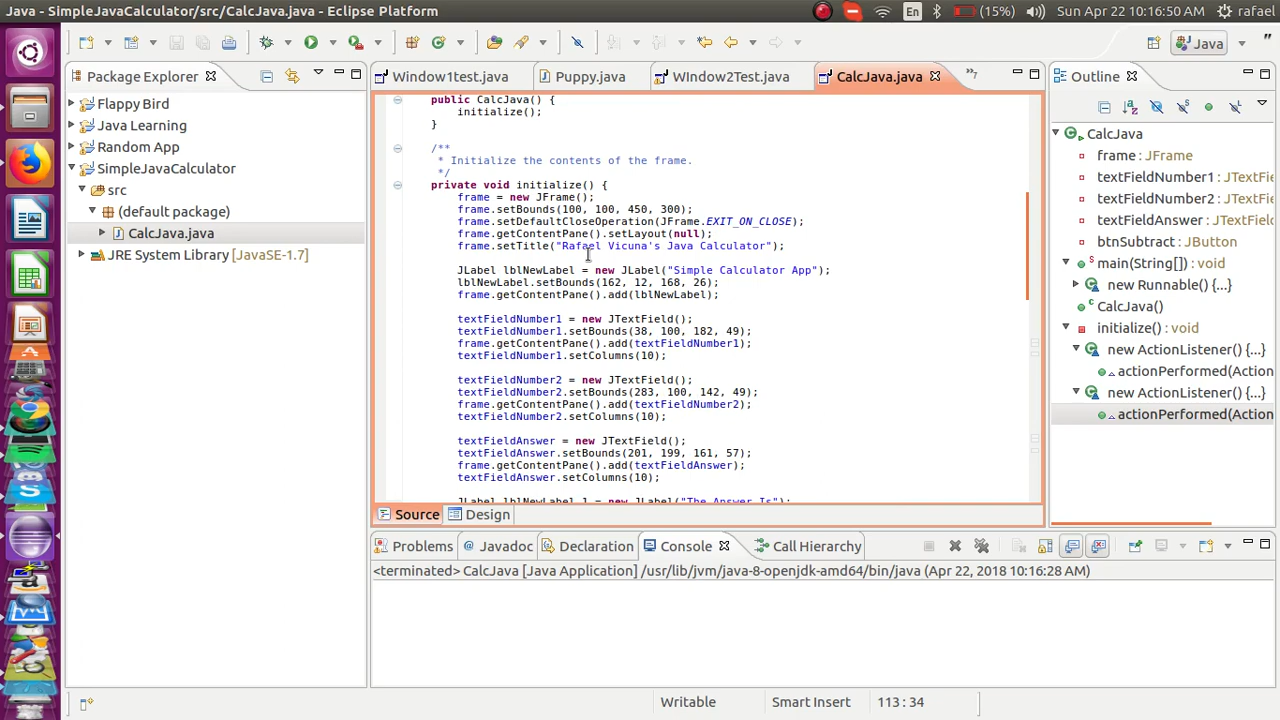 Java - SimpleJavaCalculator/src/CalcJava.java - Eclipse Platform
En
(15%)
Sun Apr 22 10:16:50 AM
rafael
Java
»
Package Explorer
Flappy Bird
Java Learning
Random App
SimpleJavaCalculator
src
(default package)
CalcJava.java
JRE System Library [JavaSE-1.7]
Window1test.java
Puppy.java
WIndow2Test.java
CalcJava.java
»7
public CalcJava() {
initialize();
}
/**
* Initialize the contents of the frame.
*/
private void initialize() {
frame = new JFrame();
frame.setBounds(100, 100, 450, 300);
frame.setDefaultCloseOperation(JFrame.EXIT_ON_CLOSE);
frame.getContentPane().setLayout(null);
frame.setTitle("Rafael Vicuna's Java Calculator");
JLabel lblNewLabel = new JLabel("Simple Calculator App");
lblNewLabel.setBounds(162, 12, 168, 26);
frame.getContentPane().add(lblNewLabel);
textFieldNumber1 = new JTextField();
textFieldNumber1.setBounds(38, 100, 182, 49);
frame.getContentPane().add(textFieldNumber1);
textFieldNumber1.setColumns(10);
textFieldNumber2 = new JTextField();
textFieldNumber2.setBounds(283, 100, 142, 49);
frame.getContentPane().add(textFieldNumber2);
textFieldNumber2.setColumns(10);
textFieldAnswer = new JTextField();
textFieldAnswer.setBounds(201, 199, 161, 57);
frame.getContentPane().add(textFieldAnswer);
textFieldAnswer.setColumns(10);
JLabel lblNewLabel_1 = new JLabel("The Answer Is");
Source
Design
Outline
CalcJava
frame : JFrame
textFieldNumber1 : JTextFie
textFieldNumber2 : JTextFie
textFieldAnswer : JTextField
btnSubtract : JButton
main(String[]) : void
new Runnable() {...}
CalcJava()
initialize() : void
new ActionListener() {...}
actionPerformed(Action
new ActionListener() {...}
actionPerformed(Action
Problems
Javadoc
Declaration
Console
Call Hierarchy
<terminated> CalcJava [Java Application] /usr/lib/jvm/java-8-openjdk-amd64/bin/java (Apr 22, 2018 10:16:28 AM)
Writable
Smart Insert
113 : 34